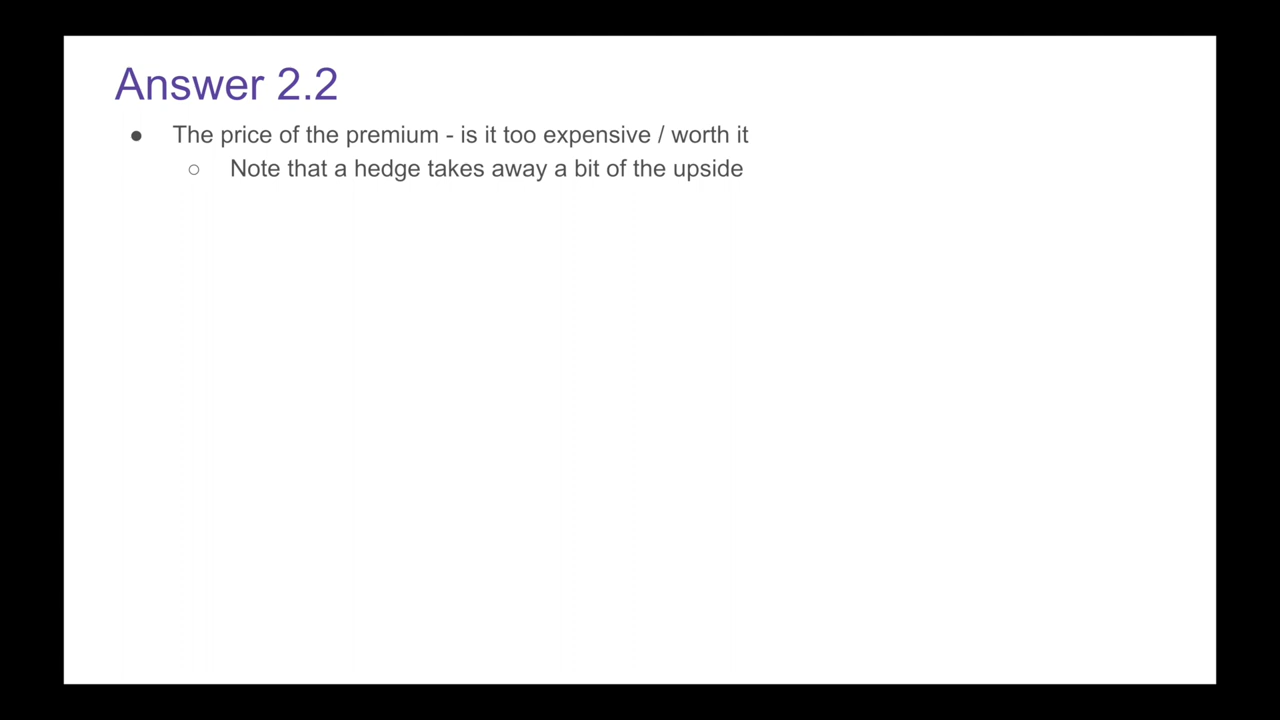 Answer 2.2
● The price of the premium - is it too expensive / worth it
○ Note that a hedge takes away a bit of the upside